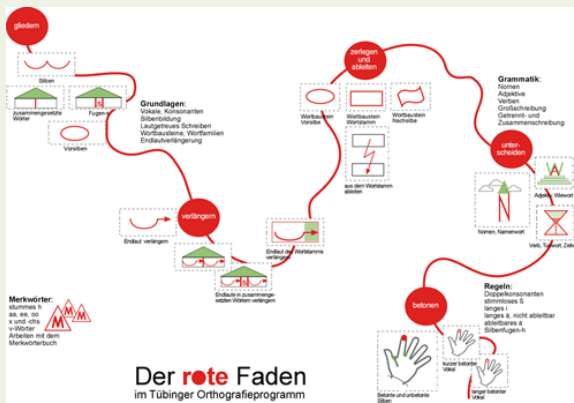 gliedern
Silben
zusammengesetzte
Wörter
S
Fugen-s
Vorsilben
Grundlagen:
Vokale, Konsonanten
Silbenbildung
Lautgetreues Schreiben
Wortbausteine, Wortfamilien
Endlautverlängerung
zerlegen
und
ableiten
Wortbaustein
Vorsilbe
Wortbaustein
Wortstamm
Wortbaustein
Nachsilbe
aus dem Wortstamm
ableiten
Grammatik:
Nomen
Adjektive
Verben
Großschreibung
Getrennt- und
Zusammenschreibung
unter-
scheiden
A
Adjektiv, Wiewort
N
Nomen, Namenwort
verlängern
Endlaut verlängern
Endlaut des Wortstamms
verlängern
Endlaute in zusammenge-
setzten Wörtern verlängern
betonen
Regeln:
Doppelkonsonanten
stimmloses S
langes i
langes ä, nicht ableitbar
ableitbares ä
Silbenfugen-h
Betonte und unbetonte
Silben
kurzer betonter
Vokal
langer betonter
Vokal
Merkwörter:
stummes h
aa, ee, oo
x und -chs
v-Wörter
Arbeiten mit dem
Merkwörterbuch
M
M
M
Der rote Faden
im Tübinger Orthografieprogramm